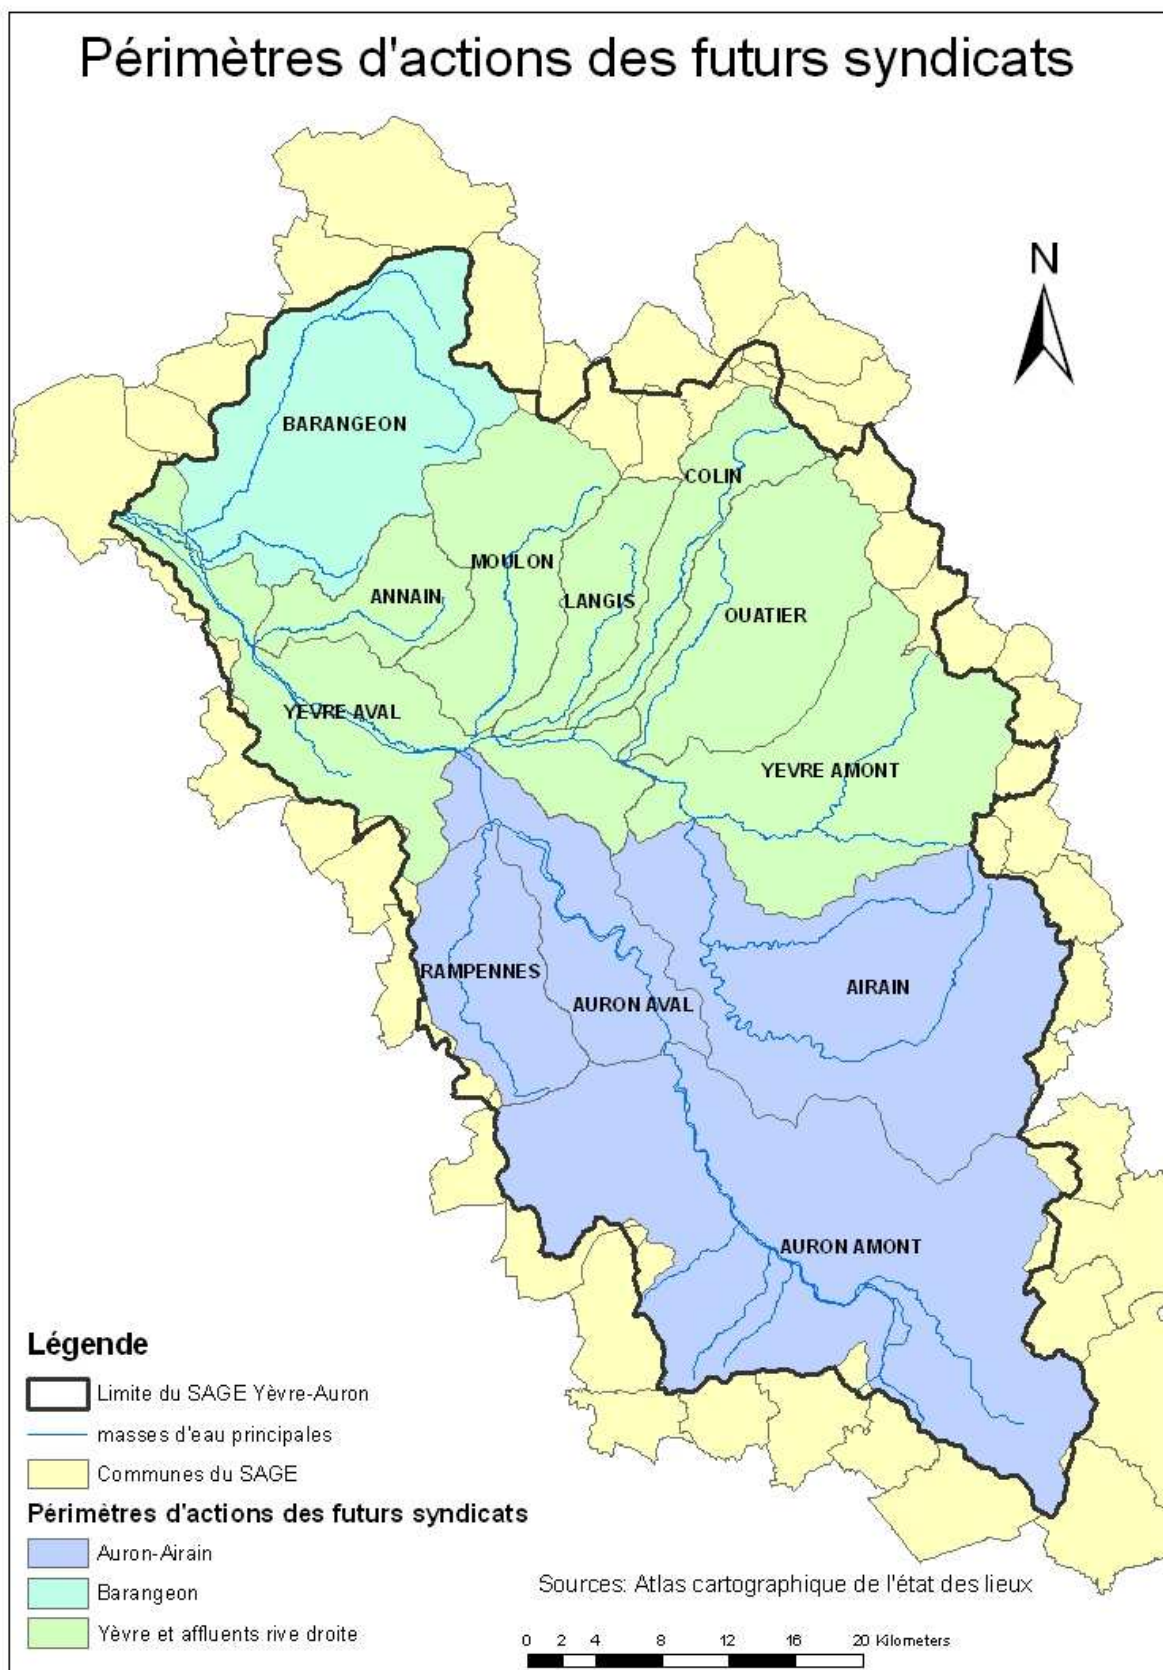 Périmètres d'actions des futurs syndicats
N
BARANGEON
COLIN
MOULON
ANNAIN
LANGIS
OUATIER
YEVRE AVAL
YEVRE AMONT
RAMPENNES
AURON AVAL
AIRAIN
AURON AMONT
Légende
Limite du SAGE Yèvre-Auron
masses d'eau principales
Communes du SAGE
Périmètres d'actions des futurs syndicats
Auron-Airain
Barangeon
Yèvre et affluents rive droite
Sources: Atlas cartographique de l'état des lieux
0 2 4 8 12 16 20 Kilometers